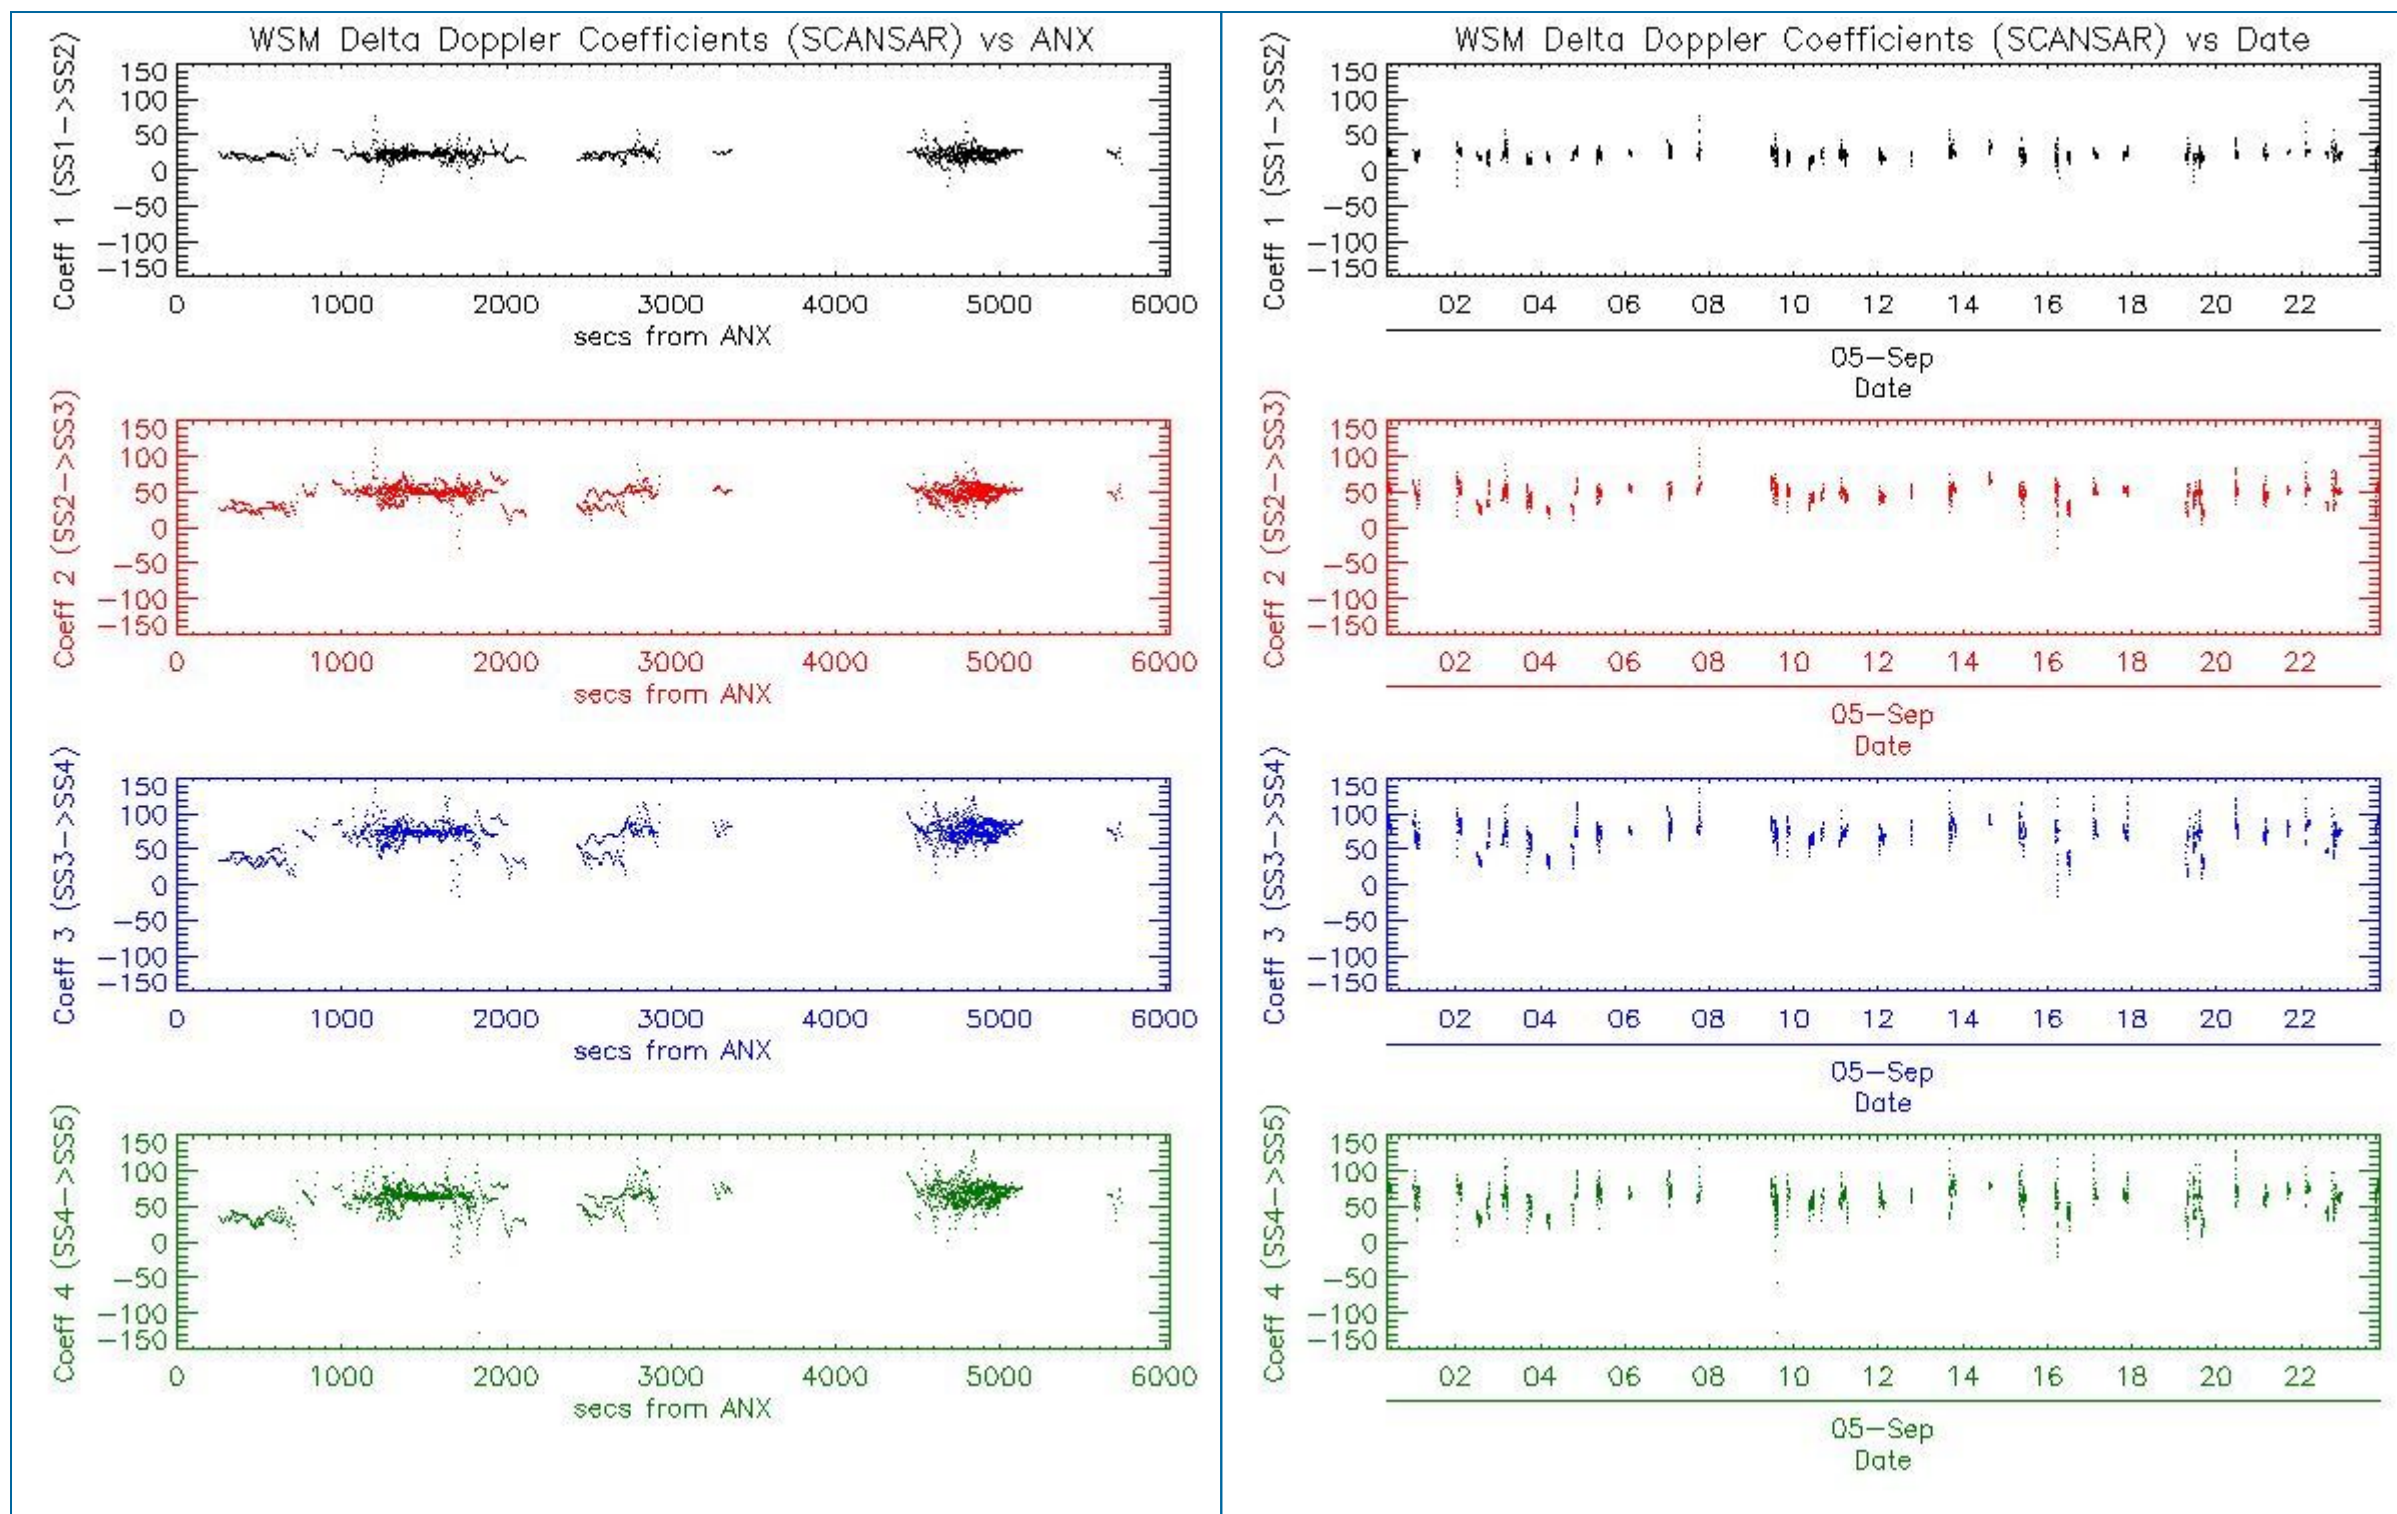 WSM Delta Doppler Coefficients (SCANSAR) vs ANX
Coeff 1 (SS1->SS2)
150
100
50
0
-50
-100
-150
0 1000 2000 3000 4000 5000 6000
secs from ANX
Coeff 2 (SS2->SS3)
150
100
50
0
-50
-100
-150
0 1000 2000 3000 4000 5000 6000
secs from ANX
Coeff 3 (SS3->SS4)
150
100
50
0
-50
-100
-150
0 1000 2000 3000 4000 5000 6000
secs from ANX
Coeff 4 (SS4->SS5)
150
100
50
0
-50
-100
-150
0 1000 2000 3000 4000 5000 6000
secs from ANX
WSM Delta Doppler Coefficients (SCANSAR) vs Date
Coeff 1 (SS1->SS2)
150
100
50
0
-50
-100
-150
02 04 06 08 10 12 14 16 18 20 22
05-Sep
Date
Coeff 2 (SS2->SS3)
150
100
50
0
-50
-100
-150
02 04 06 08 10 12 14 16 18 20 22
05-Sep
Date
Coeff 3 (SS3->SS4)
150
100
50
0
-50
-100
-150
02 04 06 08 10 12 14 16 18 20 22
05-Sep
Date
Coeff 4 (SS4->SS5)
150
100
50
0
-50
-100
-150
02 04 06 08 10 12 14 16 18 20 22
05-Sep
Date